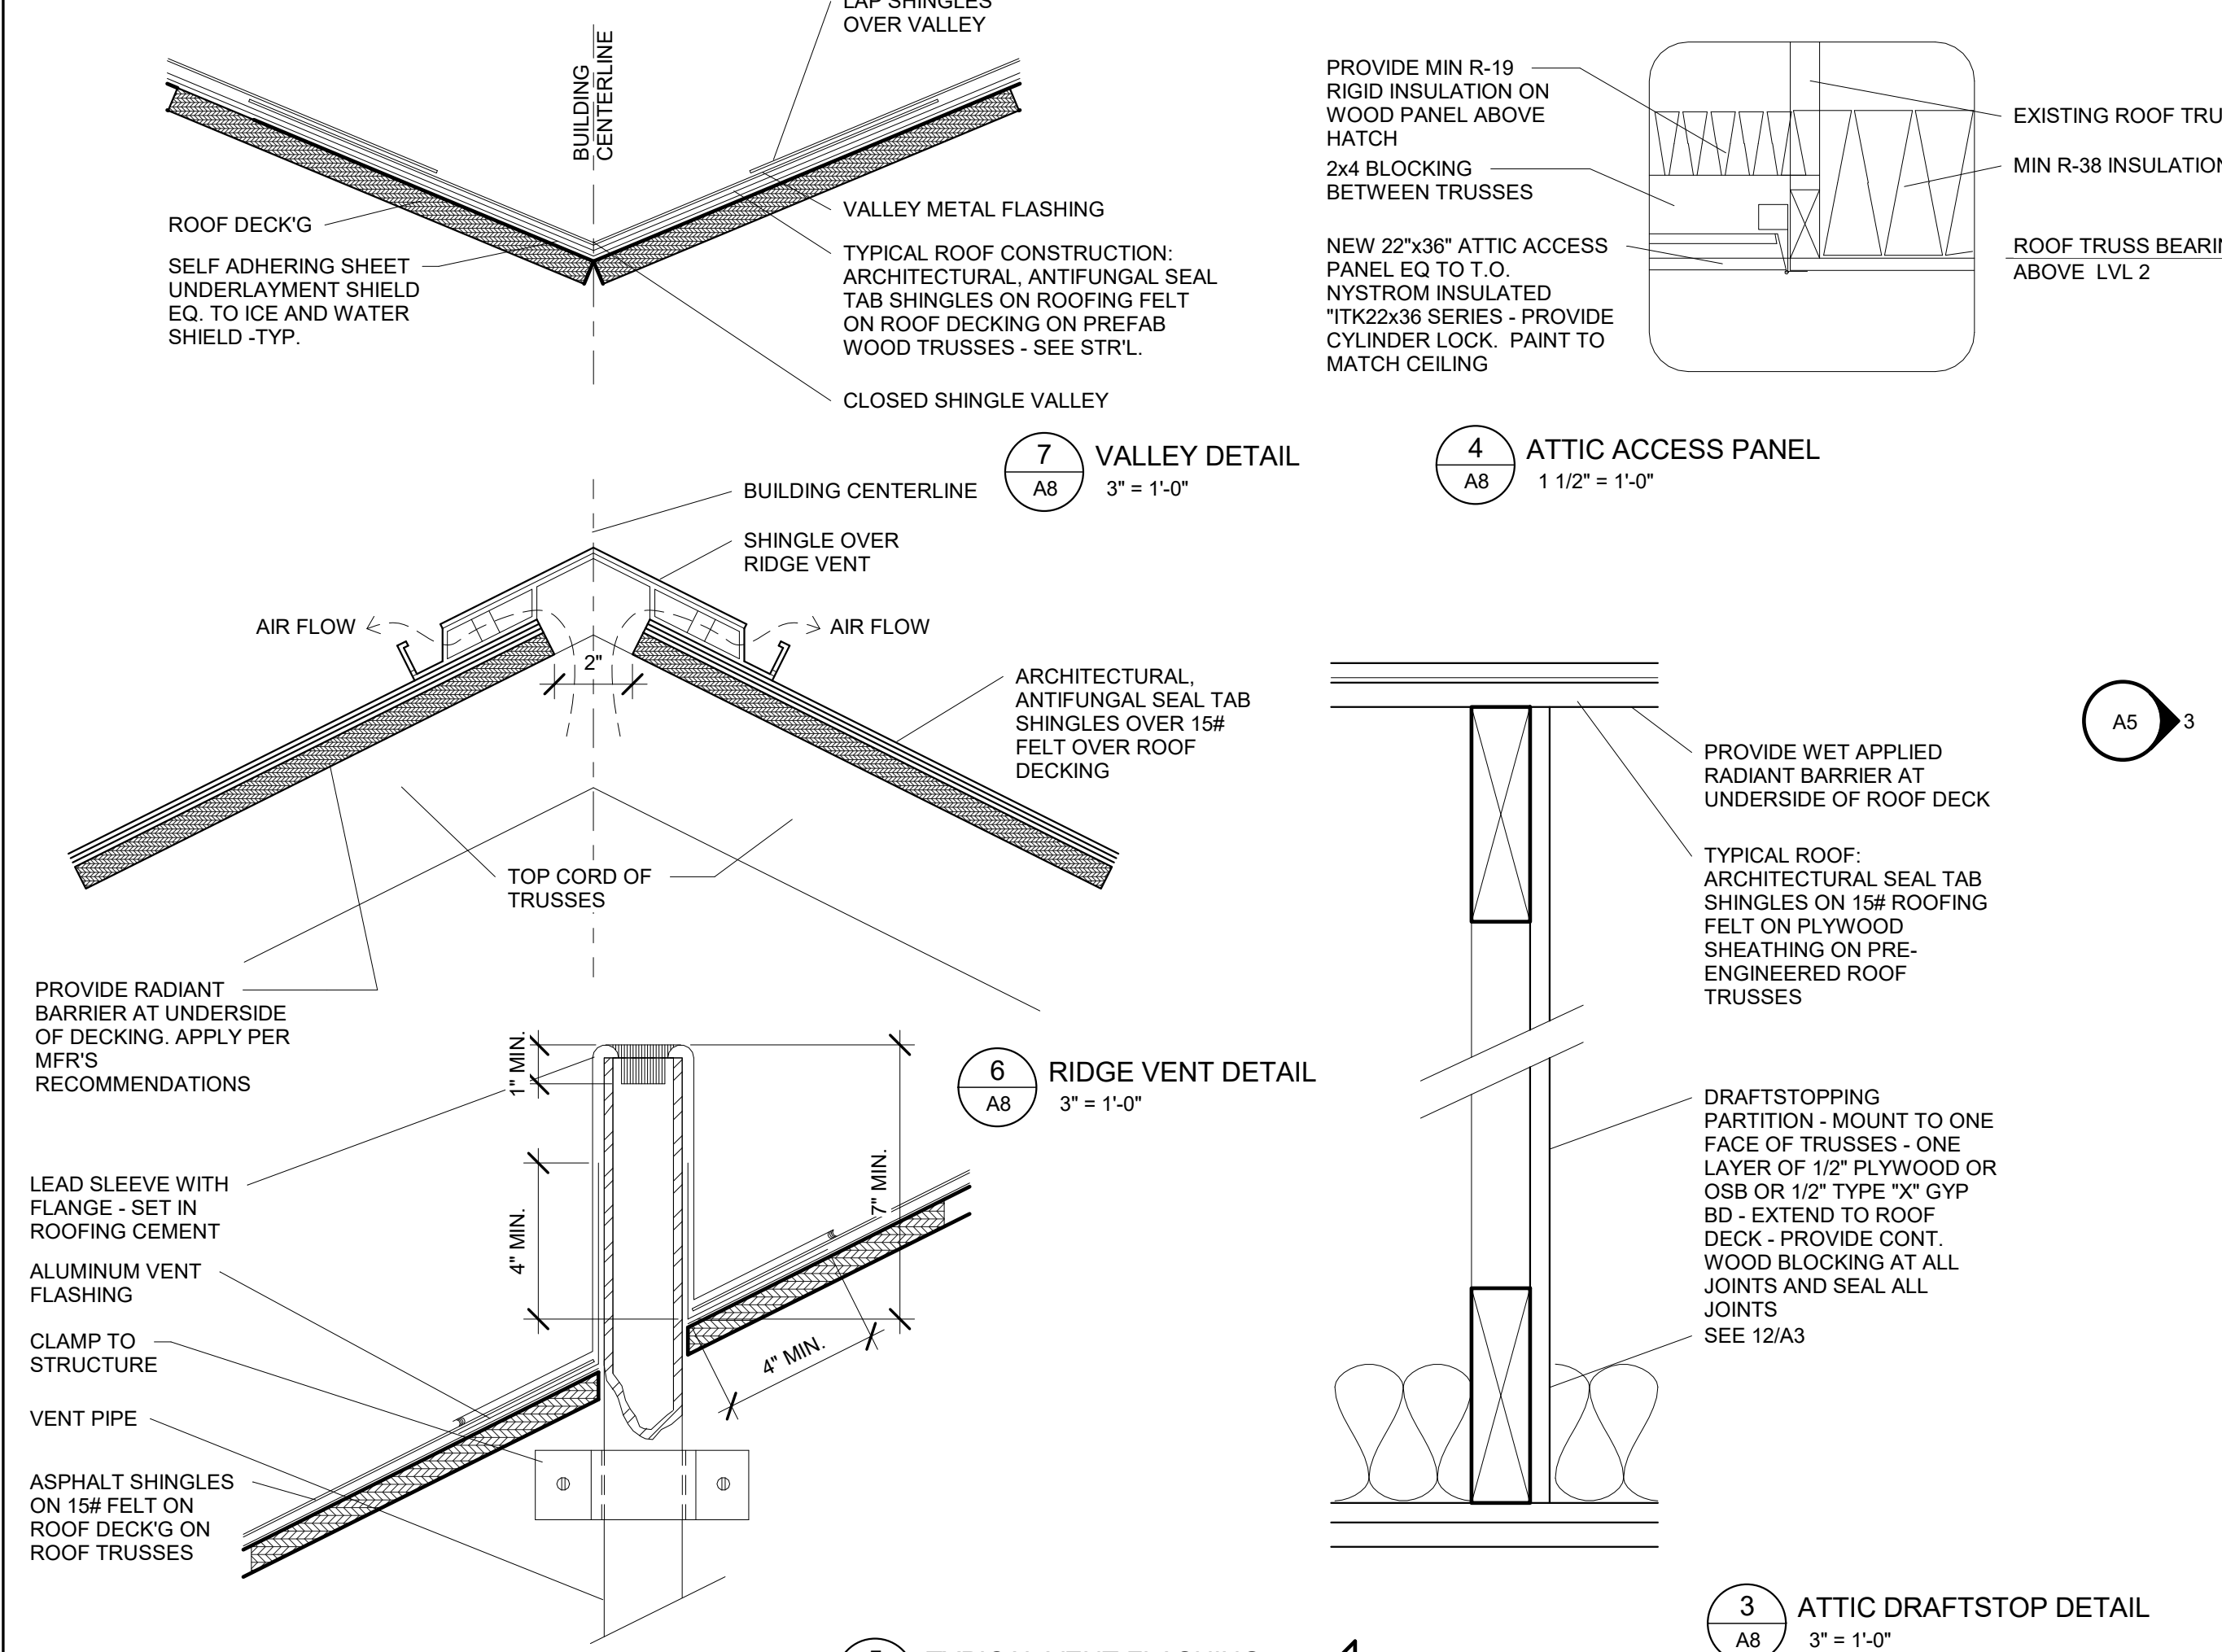 LAP SHINGLES
OVER VALLEY
BUILDING
CENTERLINE
ROOF DECK'G
SELF ADHERING SHEET
UNDERLAYMENT SHIELD
EQ. TO ICE AND WATER
SHIELD -TYP.
VALLEY METAL FLASHING
TYPICAL ROOF CONSTRUCTION:
ARCHITECTURAL, ANTIFUNGAL SEAL
TAB SHINGLES ON ROOFING FELT
ON ROOF DECKING ON PREFAB
WOOD TRUSSES - SEE STR'L.
CLOSED SHINGLE VALLEY
7
A8
VALLEY DETAIL
3" = 1'-0"
PROVIDE MIN R-19
RIGID INSULATION ON
WOOD PANEL ABOVE
HATCH
2x4 BLOCKING
BETWEEN TRUSSES
NEW 22"x36" ATTIC ACCESS
PANEL EQ TO T.O.
NYSTROM INSULATED
"ITK22x36 SERIES - PROVIDE
CYLINDER LOCK.  PAINT TO
MATCH CEILING
EXISTING ROOF TRU
MIN R-38 INSULATION
ROOF TRUSS BEARIN
ABOVE  LVL 2
4
A8
ATTIC ACCESS PANEL
1 1/2" = 1'-0"
BUILDING CENTERLINE
SHINGLE OVER
RIDGE VENT
AIR FLOW
AIR FLOW
2"
ARCHITECTURAL,
ANTIFUNGAL SEAL TAB
SHINGLES OVER 15#
FELT OVER ROOF
DECKING
TOP CORD OF
TRUSSES
PROVIDE RADIANT
BARRIER AT UNDERSIDE
OF DECKING. APPLY PER
MFR'S
RECOMMENDATIONS
6
A8
RIDGE VENT DETAIL
3" = 1'-0"
1" MIN.
4" MIN.
7" MIN.
4" MIN.
LEAD SLEEVE WITH
FLANGE - SET IN
ROOFING CEMENT
ALUMINUM VENT
FLASHING
CLAMP TO
STRUCTURE
VENT PIPE
ASPHALT SHINGLES
ON 15# FELT ON
ROOF DECK'G ON
ROOF TRUSSES
A5
3
PROVIDE WET APPLIED
RADIANT BARRIER AT
UNDERSIDE OF ROOF DECK
TYPICAL ROOF:
ARCHITECTURAL SEAL TAB
SHINGLES ON 15# ROOFING
FELT ON PLYWOOD
SHEATHING ON PRE-
ENGINEERED ROOF
TRUSSES
DRAFTSTOPPING
PARTITION - MOUNT TO ONE
FACE OF TRUSSES - ONE
LAYER OF 1/2" PLYWOOD OR
OSB OR 1/2" TYPE "X" GYP
BD - EXTEND TO ROOF
DECK - PROVIDE CONT.
WOOD BLOCKING AT ALL
JOINTS AND SEAL ALL
JOINTS
SEE 12/A3
3
A8
ATTIC DRAFTSTOP DETAIL
3" = 1'-0"